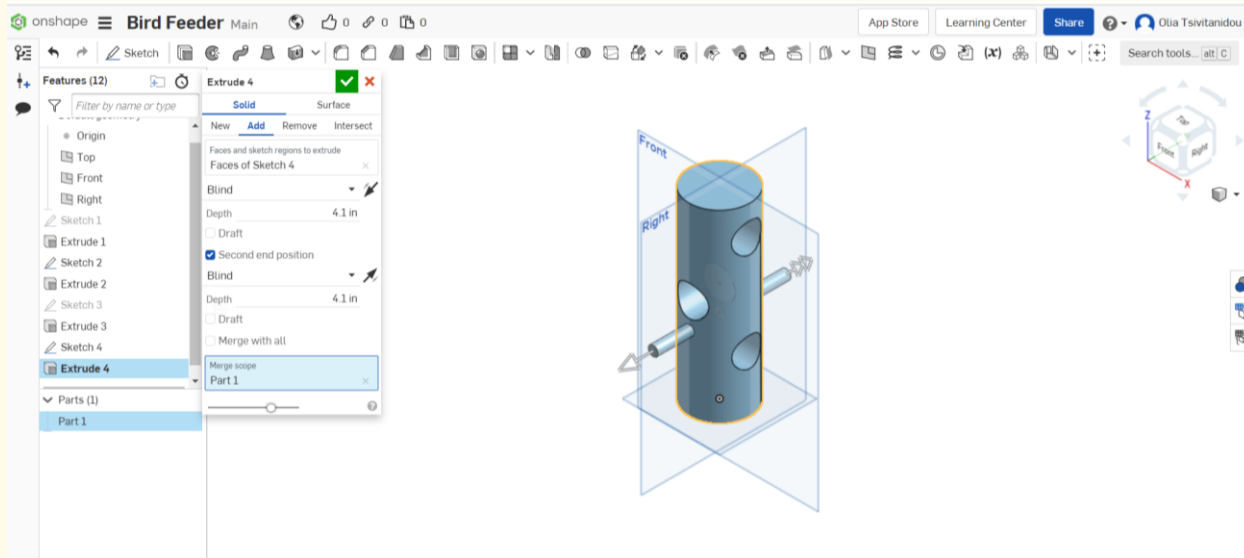 onshape Bird Feeder Main 0 0 0 App Store Learning Center Share Olia Tsivitanidou
Sketch Search tools... alt C
Features (12)
Filter by name or type
Default geometry
Origin
Top
Front
Right
Sketch 1
Extrude 1
Sketch 2
Extrude 2
Sketch 3
Extrude 3
Sketch 4
Extrude 4
Parts (1)
Part 1
Extrude 4
Solid Surface
New Add Remove Intersect
Faces and sketch regions to extrude
Faces of Sketch 4
Blind
Depth 4.1 in
Draft
Second end position
Blind
Depth 4.1 in
Draft
Merge with all
Merge scope
Part 1
Front
Right
Z
Top
Front Right
X